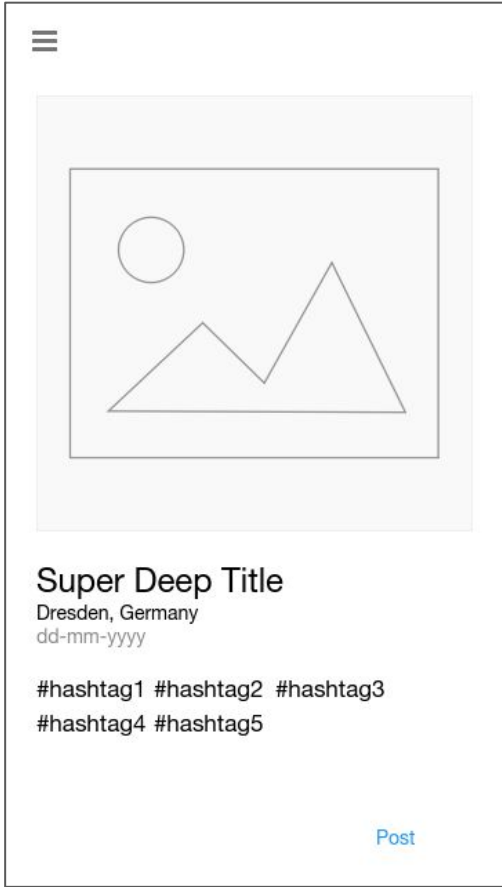 Super Deep Title
Dresden, Germany
dd-mm-yyyy
#hashtag1 #hashtag2 #hashtag3
#hashtag4 #hashtag5
Post